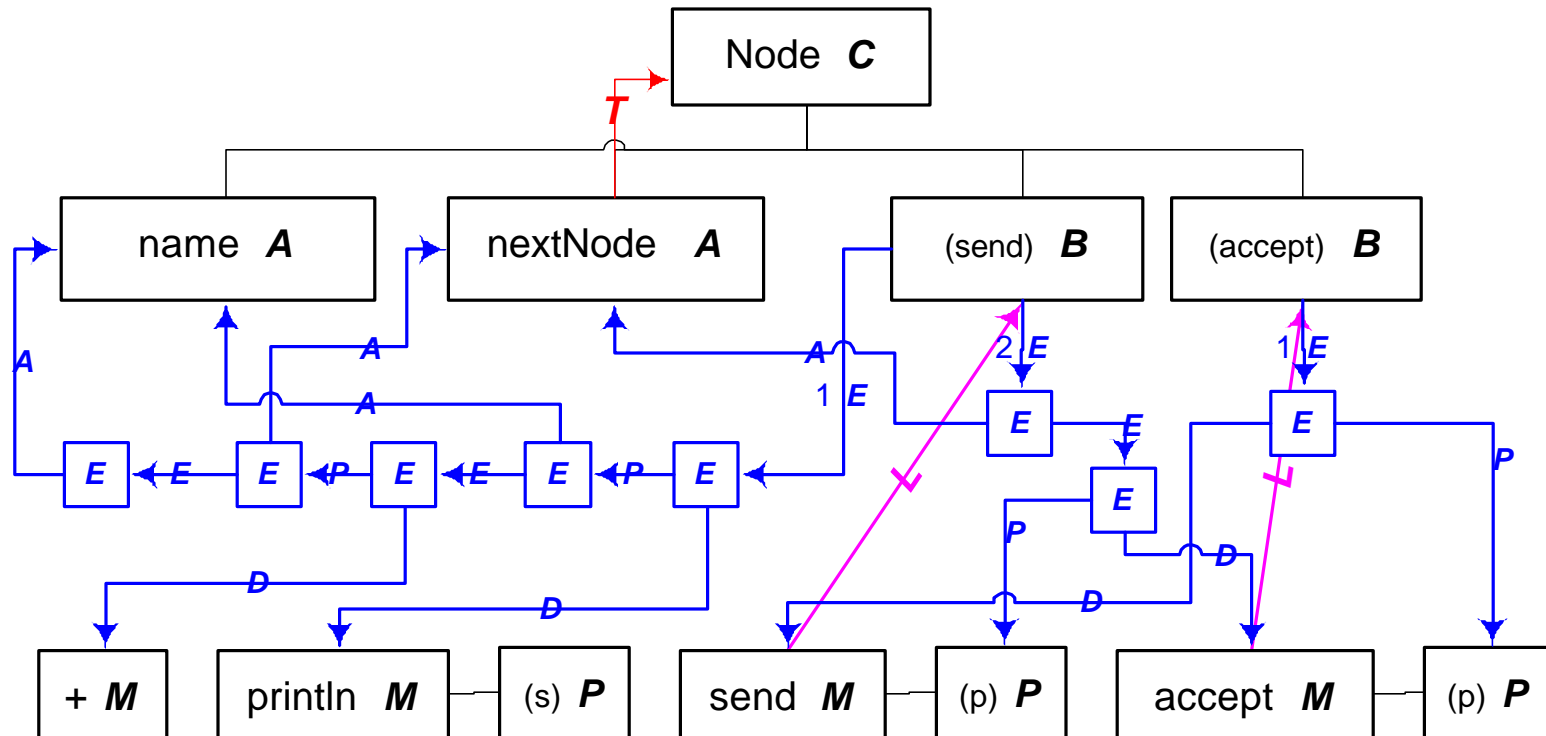 Node C
T
name A
nextNode A
(send) B
(accept) B
A
A
A
2 E
1 E
A
1 E
E
E
E
E
E
P
E
E
E
P
E
E
E
L
L
P
P
D
D
D
D
+ M
println M
(s) P
send M
(p) P
accept M
(p) P